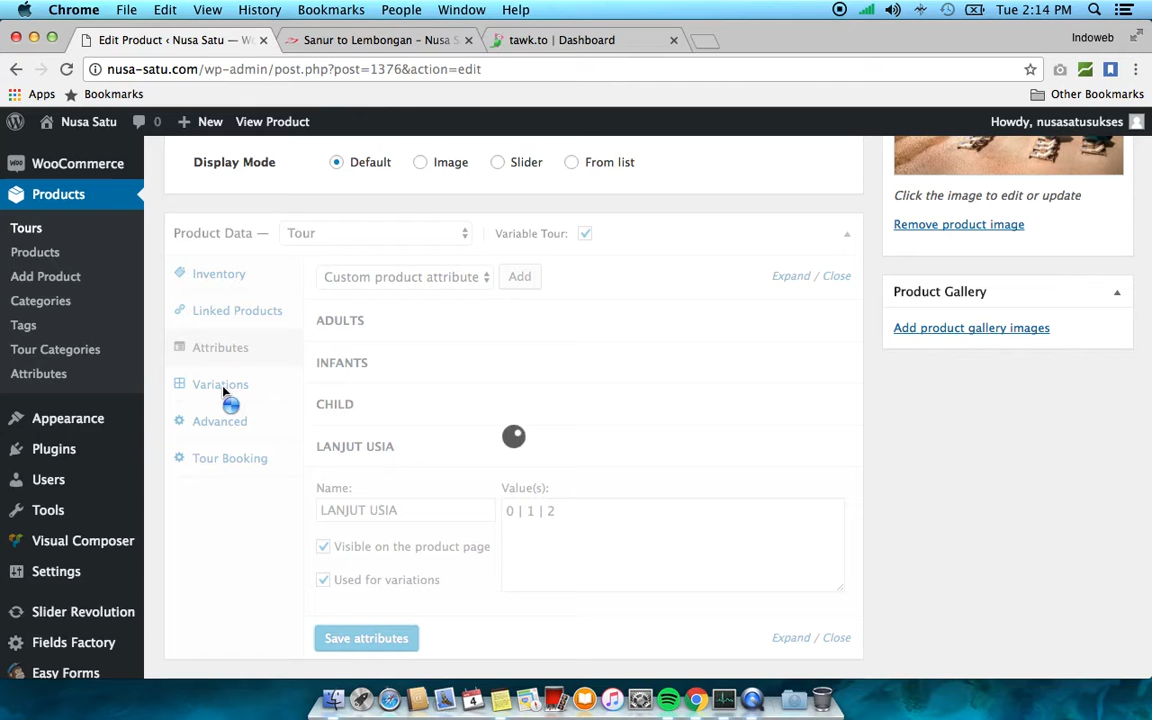 Chrome File Edit View History Bookmarks People Window Help Tue 2:14 PM
Edit Product ‹ Nusa Satu — Wo
Sanur to Lembongan – Nusa S
tawk.to | Dashboard
Indoweb
nusa-satu.com/wp-admin/post.php?post=1376&action=edit
Apps Bookmarks Other Bookmarks
Nusa Satu 0 New View Product Howdy, nusasatusukses
WooCommerce
Products
Tours
Products
Add Product
Categories
Tags
Tour Categories
Attributes
Appearance
Plugins
Users
Tools
Visual Composer
Settings
Slider Revolution
Fields Factory
Easy Forms
Display Mode Default Image Slider From list
Product Data — Tour Variable Tour:
Inventory
Linked Products
Attributes
Variations
Advanced
Tour Booking
Custom product attribute Add Expand / Close
ADULTS
INFANTS
CHILD
LANJUT USIA
Name: Value(s):
LANJUT USIA 0 | 1 | 2
Visible on the product page
Used for variations
Save attributes Expand / Close
Click the image to edit or update
Remove product image
Product Gallery
Add product gallery images
4